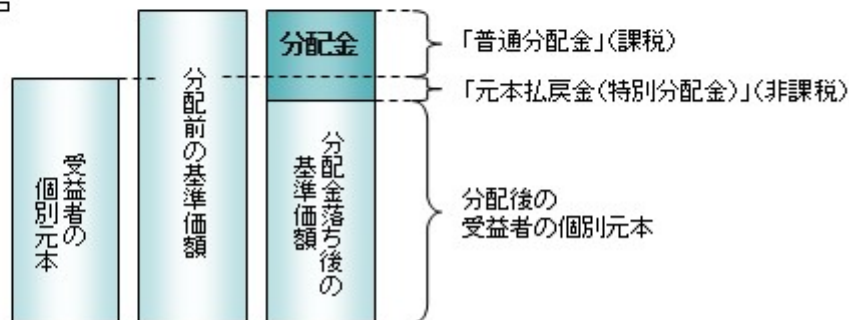 受益者の
個別元本
分配前の基準価額
分配金
分配金落ち後の
基準価額
「普通分配金」(課税)
「元本払戻金(特別分配金)」(非課税)
分配後の
受益者の個別元本